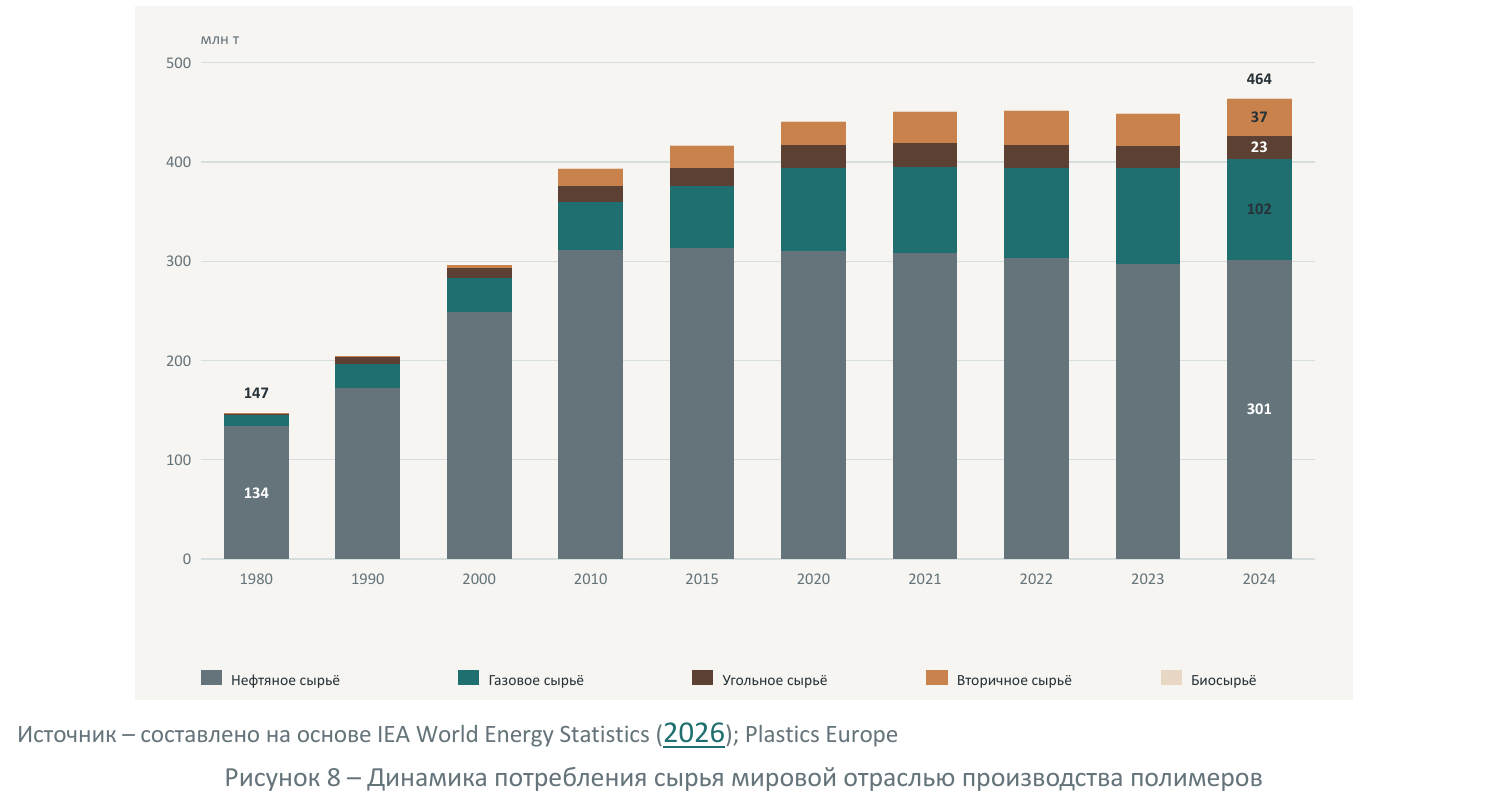 млн т
500
464
37
23
400
102
300
200
147
301
134
100
0
1980 1990 2000 2010 2015 2020 2021 2022 2023 2024
Нефтяное сырьё Газовое сырьё Угольное сырьё Вторичное сырьё Биосырьё
Источник – составлено на основе IEA World Energy Statistics (2026); Plastics Europe
Рисунок 8 – Динамика потребления сырья мировой отраслью производства полимеров